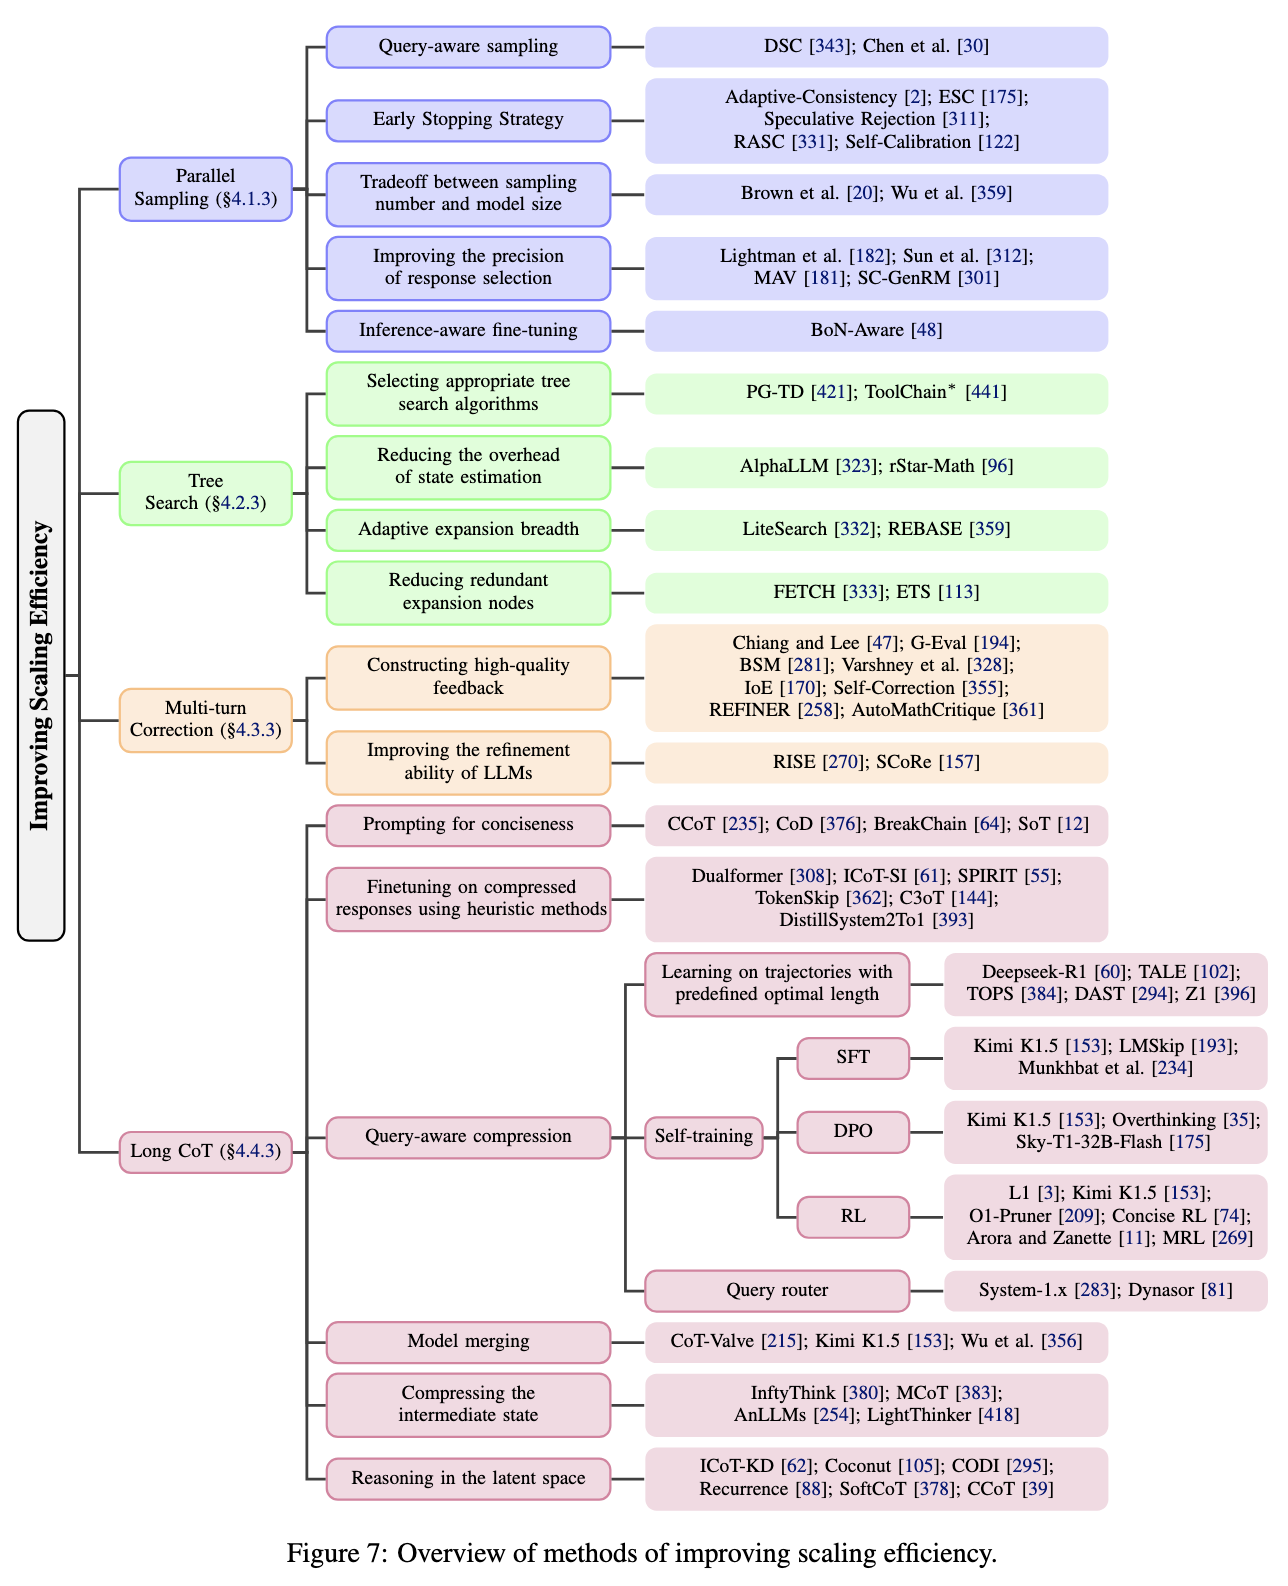 Improving Scaling Efficiency
Parallel
Sampling (§4.1.3)
Query-aware sampling
DSC [343]; Chen et al. [30]
Early Stopping Strategy
Adaptive-Consistency [2]; ESC [175];
Speculative Rejection [311];
RASC [331]; Self-Calibration [122]
Tradeoff between sampling
number and model size
Brown et al. [20]; Wu et al. [359]
Improving the precision
of response selection
Lightman et al. [182]; Sun et al. [312];
MAV [181]; SC-GenRM [301]
Inference-aware fine-tuning
BoN-Aware [48]
Tree
Search (§4.2.3)
Selecting appropriate tree
search algorithms
PG-TD [421]; ToolChain* [441]
Reducing the overhead
of state estimation
AlphaLLM [323]; rStar-Math [96]
Adaptive expansion breadth
LiteSearch [332]; REBASE [359]
Reducing redundant
expansion nodes
FETCH [333]; ETS [113]
Multi-turn
Correction (§4.3.3)
Constructing high-quality
feedback
Chiang and Lee [47]; G-Eval [194];
BSM [281]; Varshney et al. [328];
IoE [170]; Self-Correction [355];
REFINER [258]; AutoMathCritique [361]
Improving the refinement
ability of LLMs
RISE [270]; SCoRe [157]
Long CoT (§4.4.3)
Prompting for conciseness
CCoT [235]; CoD [376]; BreakChain [64]; SoT [12]
Finetuning on compressed
responses using heuristic methods
Dualformer [308]; ICoT-SI [61]; SPIRIT [55];
TokenSkip [362]; C3oT [144];
DistillSystem2To1 [393]
Query-aware compression
Learning on trajectories with
predefined optimal length
Deepseek-R1 [60]; TALE [102];
TOPS [384]; DAST [294]; Z1 [396]
Self-training
SFT
Kimi K1.5 [153]; LMSkip [193];
Munkhbat et al. [234]
DPO
Kimi K1.5 [153]; Overthinking [35];
Sky-T1-32B-Flash [175]
RL
L1 [3]; Kimi K1.5 [153];
O1-Pruner [209]; Concise RL [74];
Arora and Zanette [11]; MRL [269]
Query router
System-1.x [283]; Dynasor [81]
Model merging
CoT-Valve [215]; Kimi K1.5 [153]; Wu et al. [356]
Compressing the
intermediate state
InftyThink [380]; MCoT [383];
AnLLMs [254]; LightThinker [418]
Reasoning in the latent space
ICoT-KD [62]; Coconut [105]; CODI [295];
Recurrence [88]; SoftCoT [378]; CCoT [39]
Figure 7: Overview of methods of improving scaling efficiency.